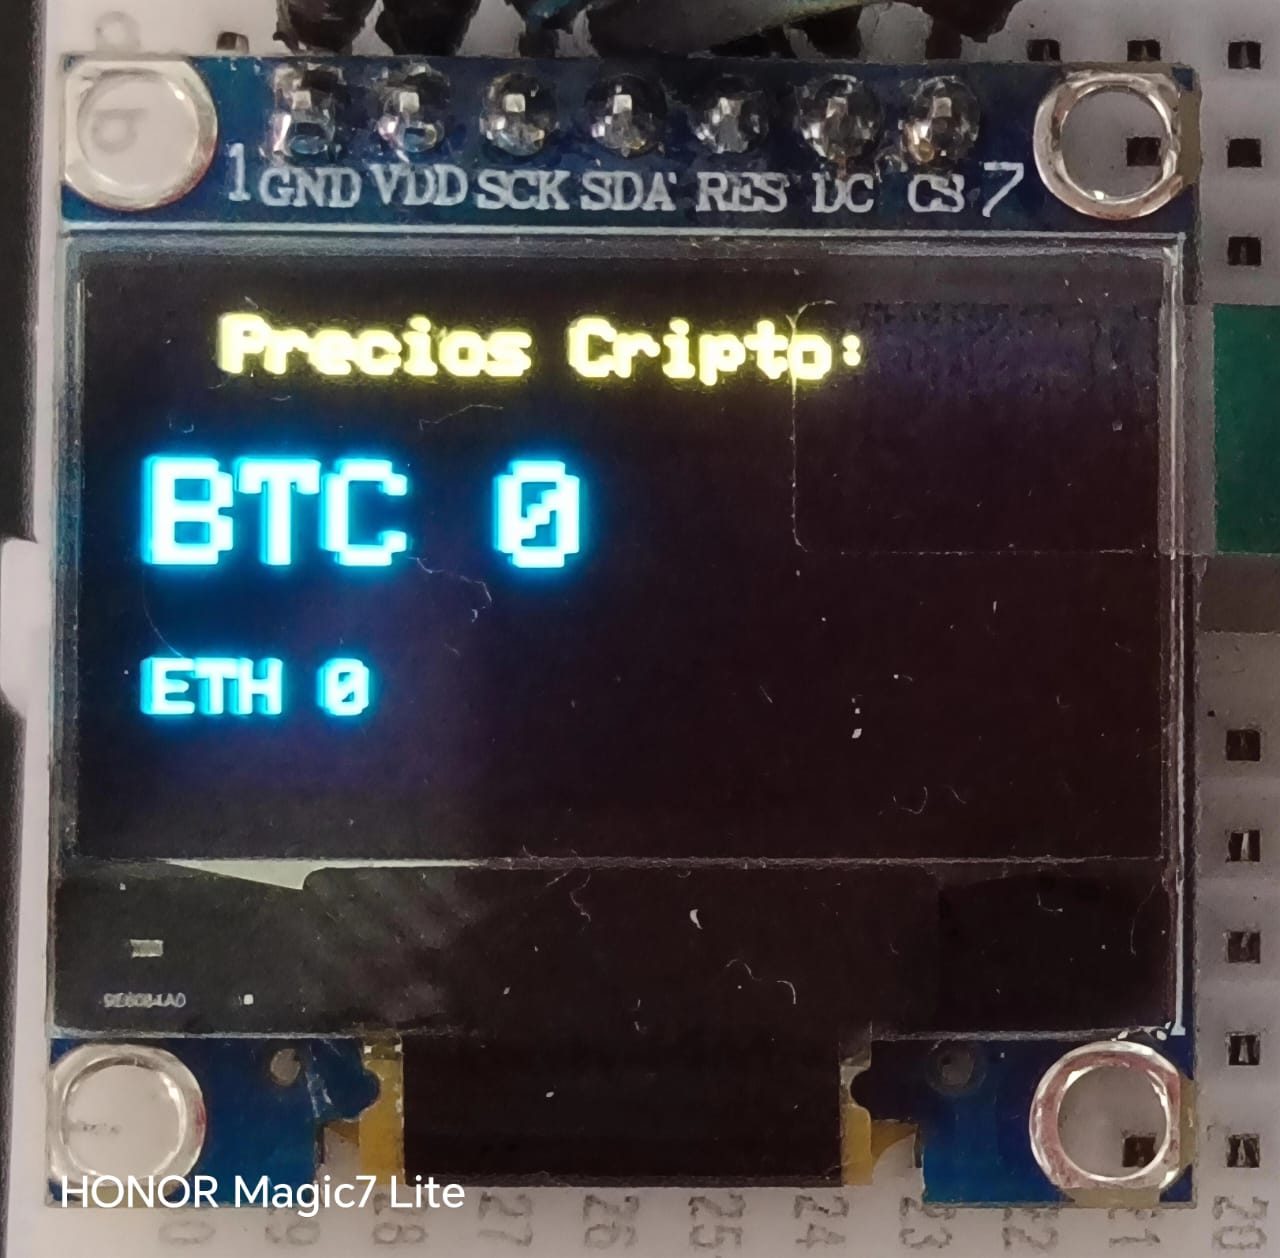 1 GND VDD SCK SDA RES DC CS 7
Precios Cripto:
BTC 0
ETH 0
HONOR Magic7 Lite
28 27 26 25 24 23 22 21 20